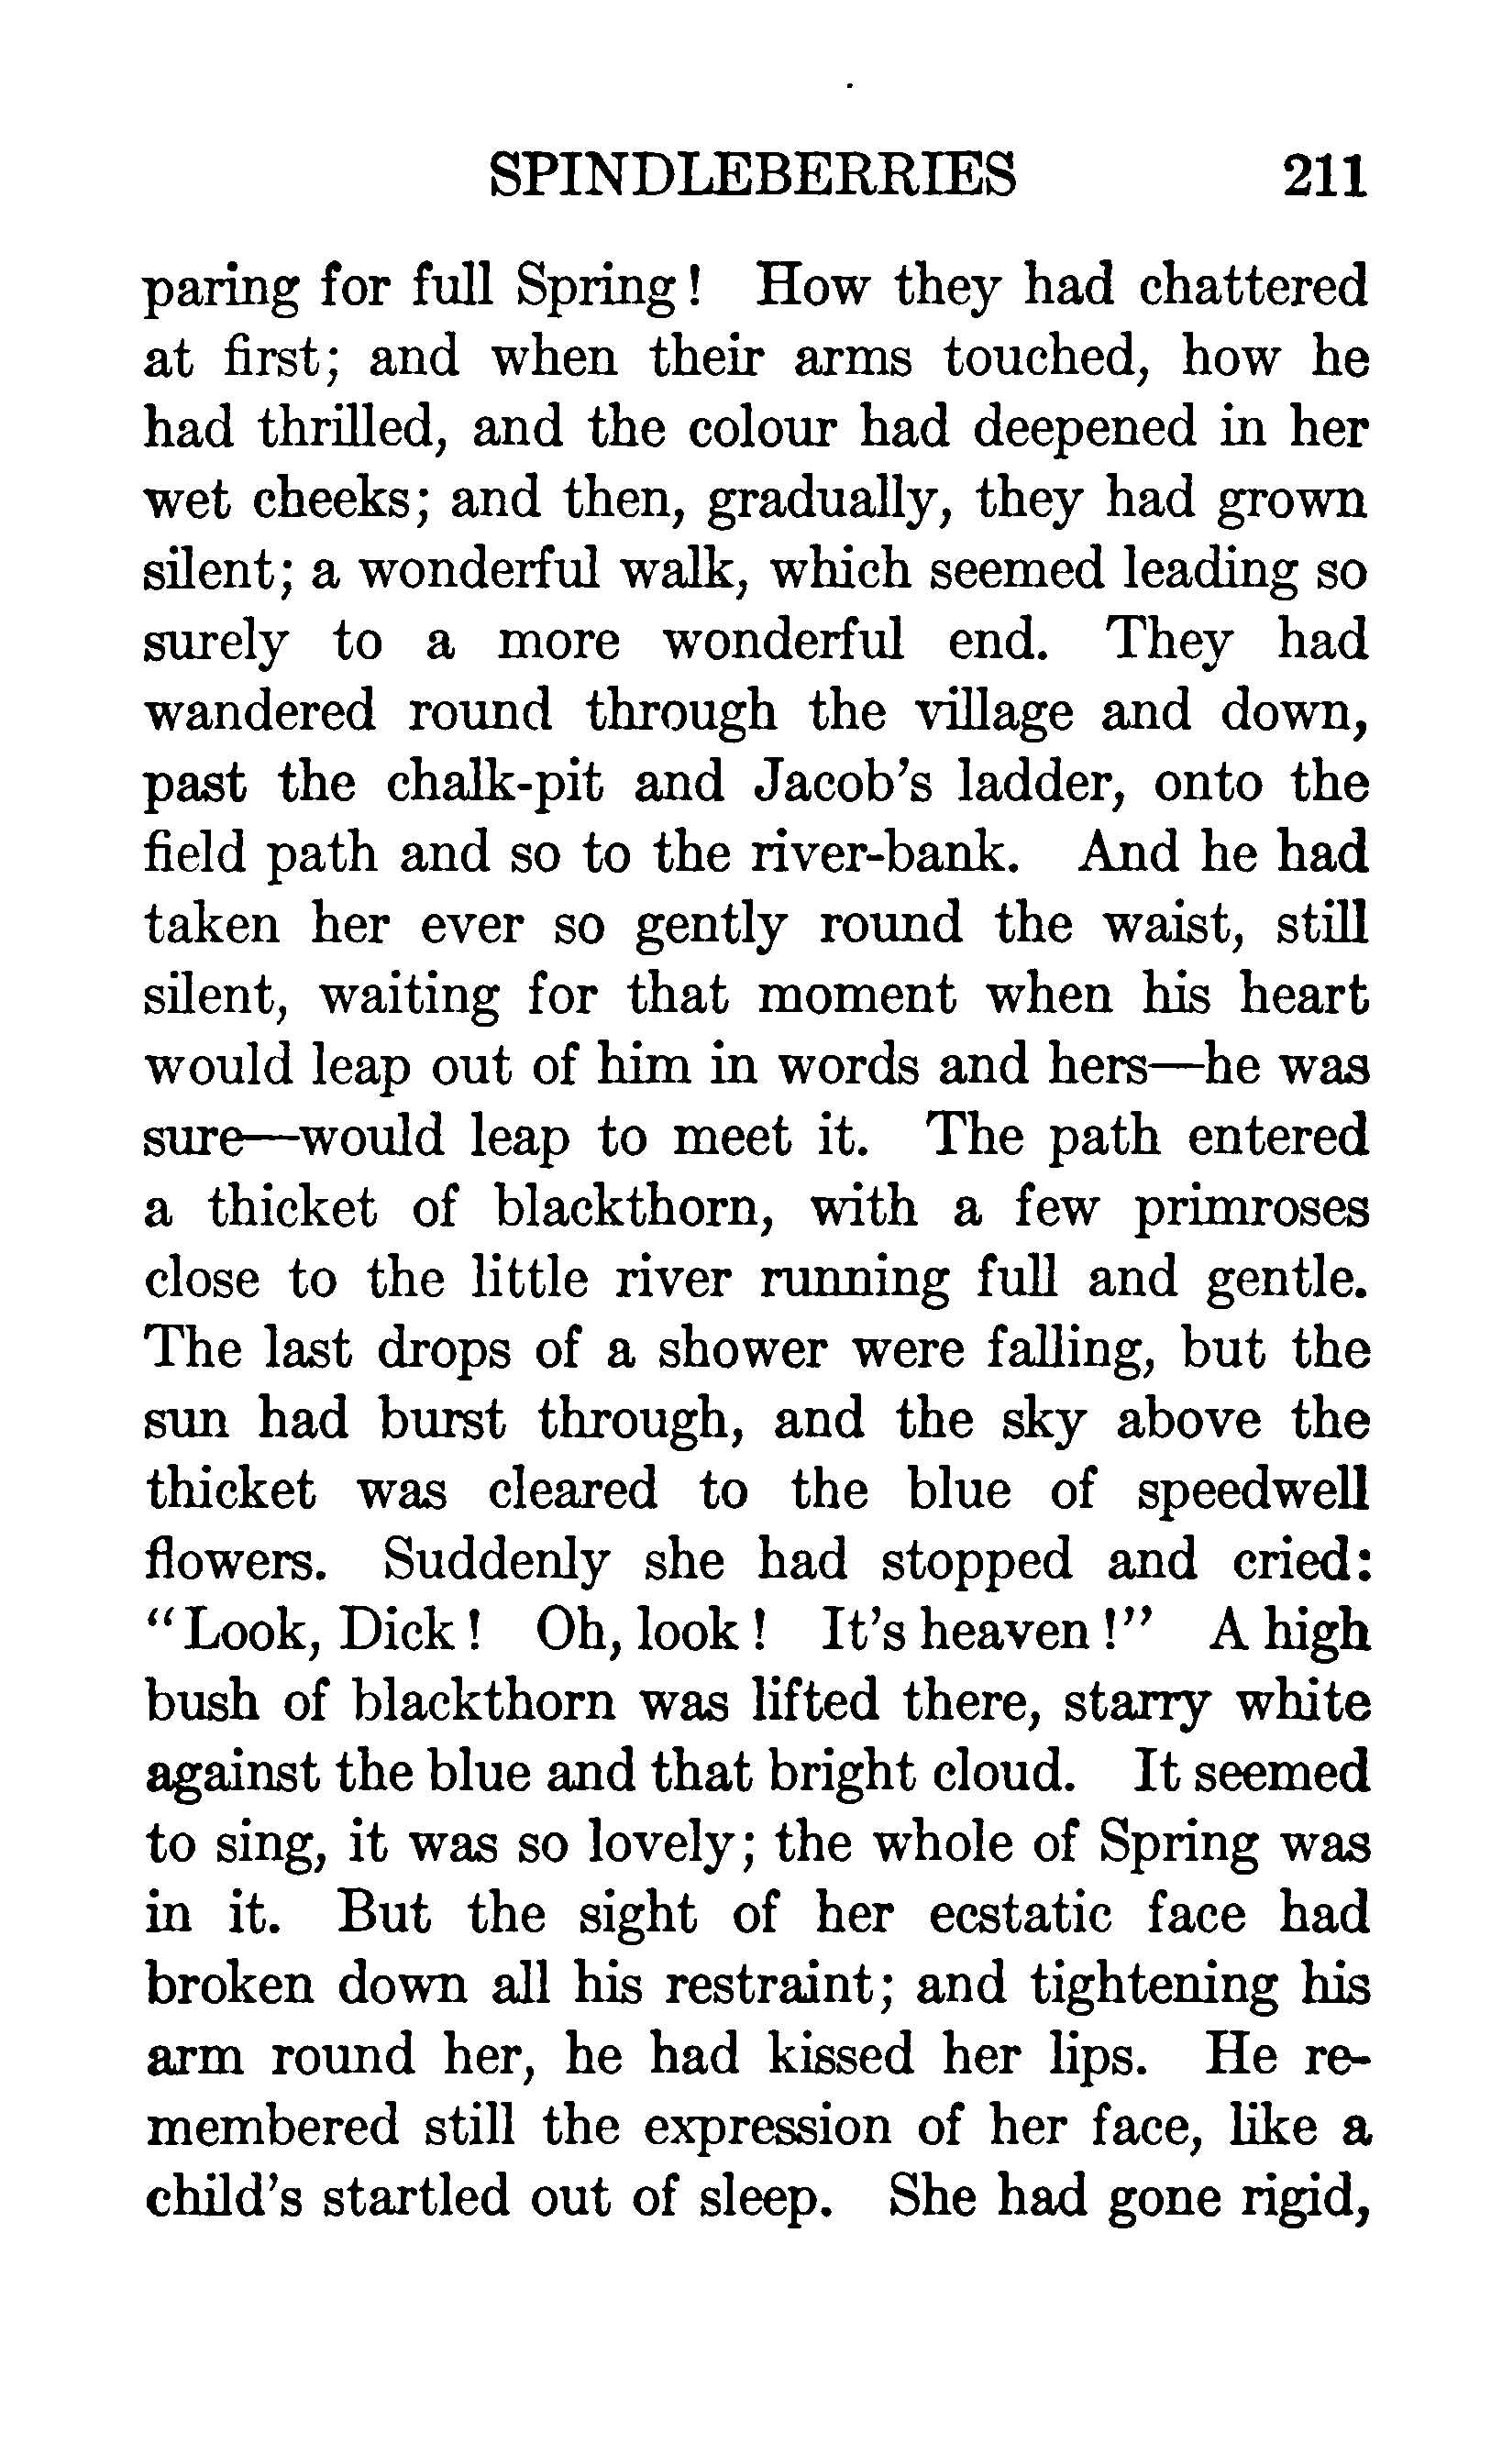 SPINDLEBERRIES 211
paring for full Spring! How they had chattered
at first; and when their arms touched, how he
had thrilled, and the colour had deepened in her
wet cheeks; and then, gradually, they had grown
silent; a wonderful walk, which seemed leading so
surely to a more wonderful end. They had
wandered round through the village and down,
past the chalk-pit and Jacob's ladder, onto the
field path and so to the river-bank. And he had
taken her ever so gently round the waist, still
silent, waiting for that moment when his heart
would leap out of him in words and hers—he was
sure—would leap to meet it. The path entered
a thicket of blackthorn, with a few primroses
close to the little river running full and gentle.
The last drops of a shower were falling, but the
sun had burst through, and the sky above the
thicket was cleared to the blue of speedwell
flowers. Suddenly she had stopped and cried:
"Look, Dick! Oh, look! It's heaven!" A high
bush of blackthorn was lifted there, starry white
against the blue and that bright cloud. It seemed
to sing, it was so lovely; the whole of Spring was
in it. But the sight of her ecstatic face had
broken down all his restraint; and tightening his
arm round her, he had kissed her lips. He re-
membered still the expression of her face, like a
child's startled out of sleep. She had gone rigid,